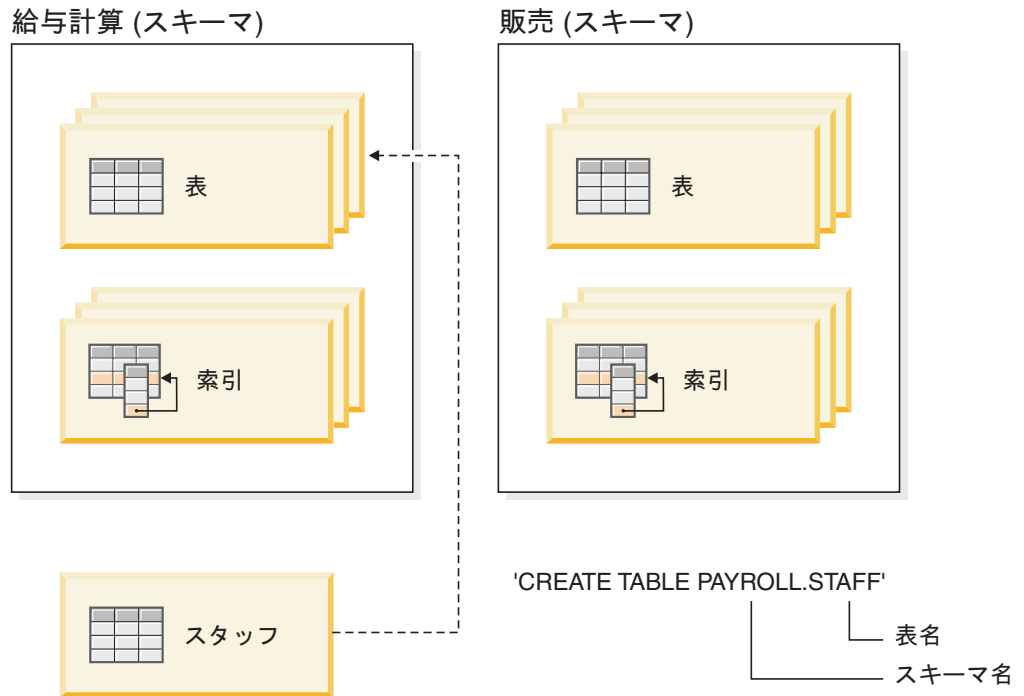 給与計算 (スキーマ)
販売 (スキーマ)
表
表
索引
索引
スタッフ
'CREATE TABLE PAYROLL.STAFF'
表名
スキーマ名